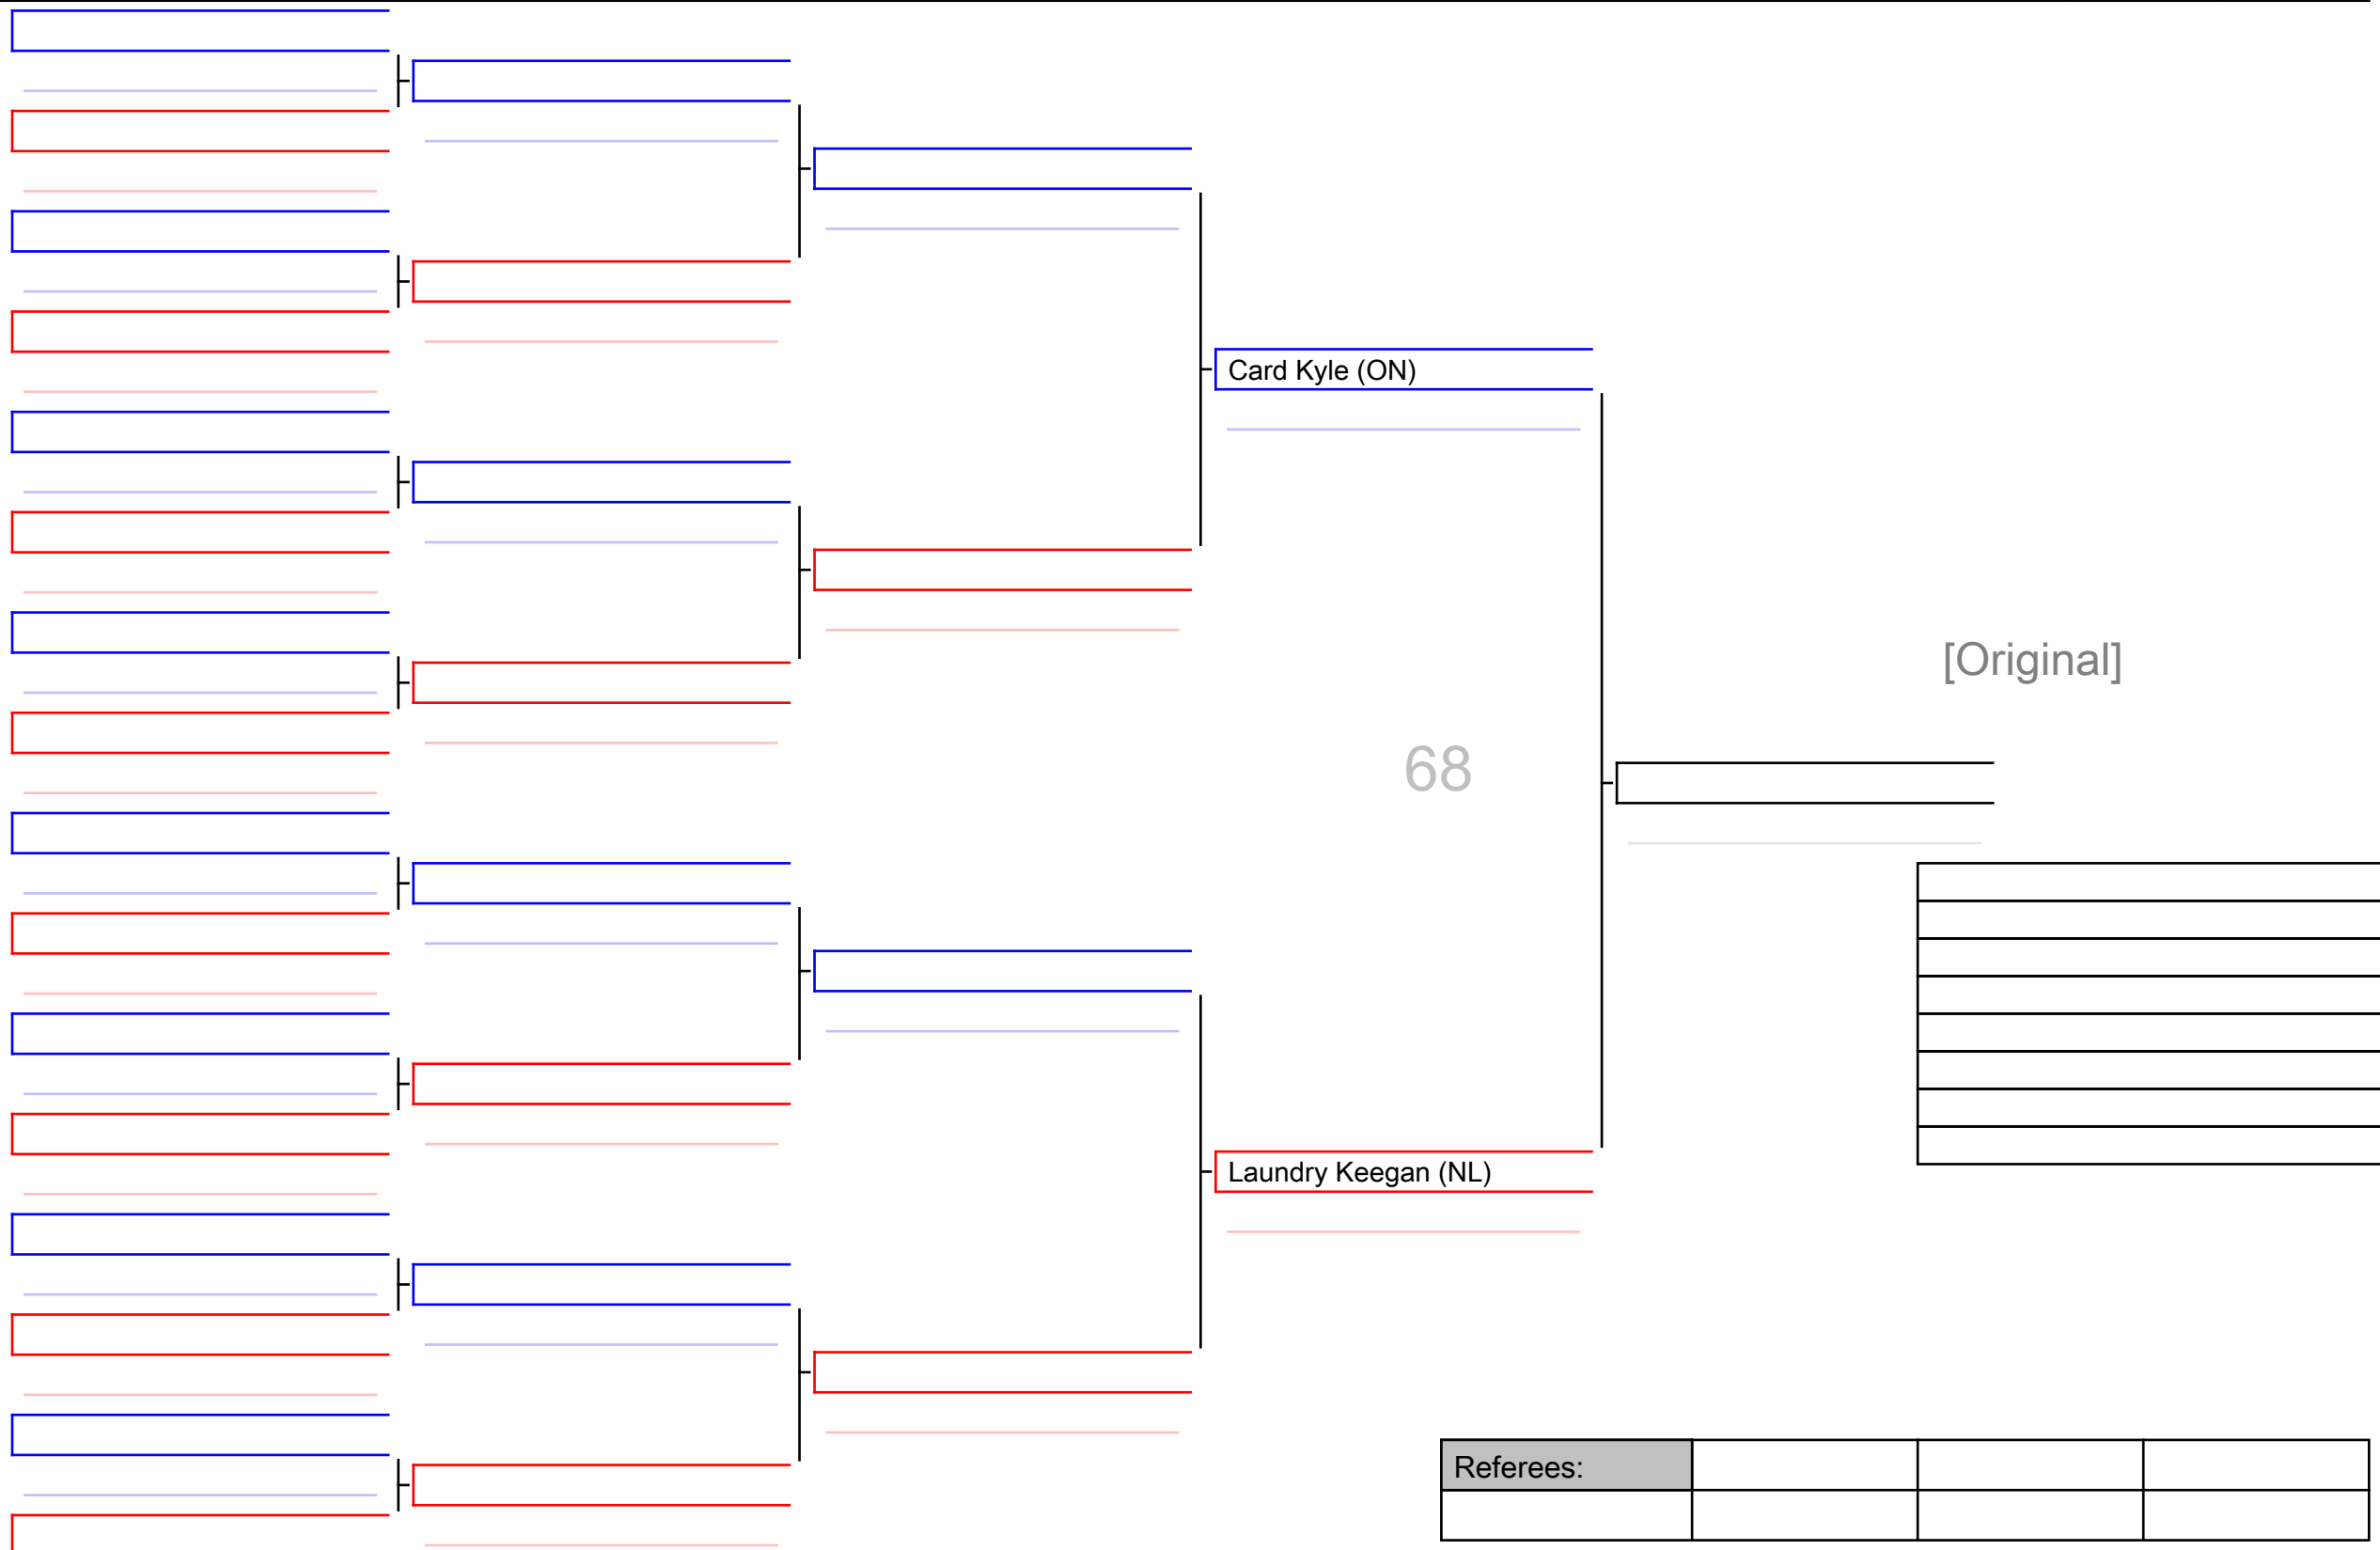 Card Kyle (ON)
[Original]
68
Laundry Keegan (NL)
Referees: